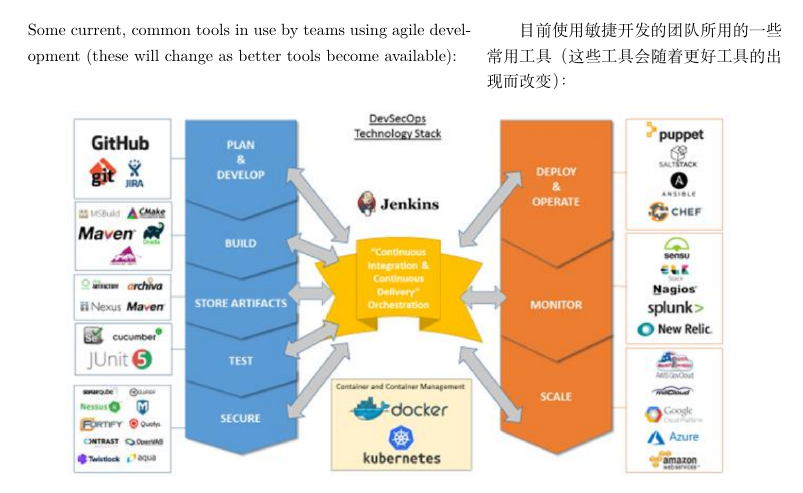 Some current, common tools in use by teams using agile devel-
opment (these will change as better tools become available):
目前使用敏捷开发的团队所用的一些
常用工具（这些工具会随着更好工具的出
现而改变）：
DevSecOps
Technology Stack
GitHub
git
JIRA
PLAN
&
DEVELOP
MSBuild
CMake
Maven
Gradle
BUILD
ARTIFACTORY
archiva
Nexus
Maven
STORE ARTIFACTS
Se
cucumber
JUnit 5
TEST
sonarqube
Nessus
FORTIFY
Qualys
CONTRAST
OpenVAS
Twistlock
aqua
SECURE
Jenkins
"Continuous
Integration &
Continuous
Delivery"
Orchestration
Container and Container Management
docker
kubernetes
DEPLOY
&
OPERATE
puppet
SALTSTACK
ANSIBLE
CHEF
MONITOR
sensu
Stack
Nagios
splunk>
New Relic.
SCALE
AWS GovCloud
milCloud
Google
Cloud Platform
Azure
amazon
webservices